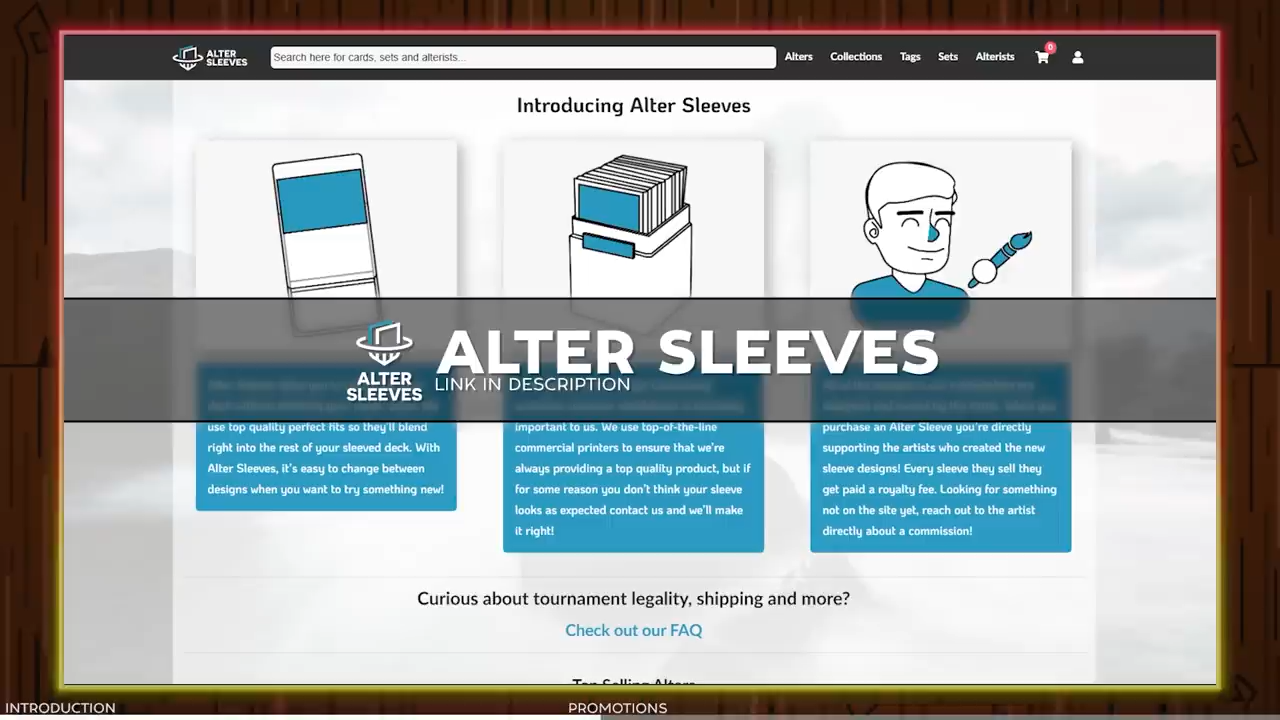 ALTER
SLEEVES
Search here for cards, sets and alterists...
Alters
Collections
Tags
Sets
Alterists
0
Introducing Alter Sleeves
ALTER
SLEEVES
ALTER SLEEVES
LINK IN DESCRIPTION
use top quality perfect fits so they'll blend
right into the rest of your sleeved deck. With
Alter Sleeves, it's easy to change between
designs when you want to try something new!
important to us. We use top-of-the-line
commercial printers to ensure that we're
always providing a top quality product, but if
for some reason you don't think your sleeve
looks as expected contact us and we'll make
it right!
purchase an Alter Sleeve you're directly
supporting the artists who created the new
sleeve designs! Every sleeve they sell they
get paid a royalty fee. Looking for something
not on the site yet, reach out to the artist
directly about a commission!
Curious about tournament legality, shipping and more?
Check out our FAQ
Top Selling Alters
INTRODUCTION
PROMOTIONS